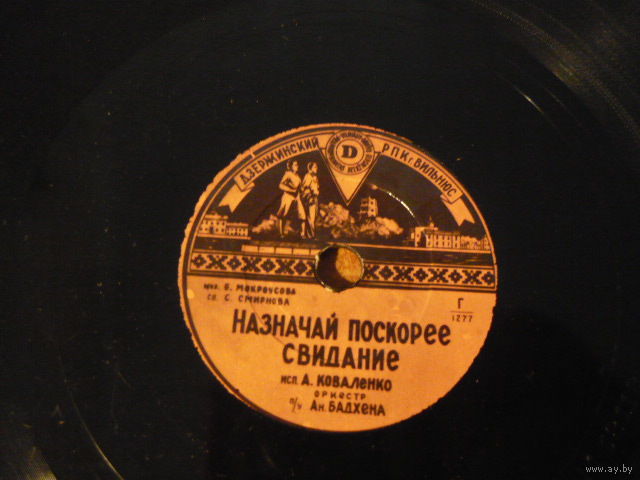 ДЗЕРЖИНСКИЙ
D
РПК г. ВИЛЬНЮС
муз. Б. МОКРОУСОВА
сл. С. СМИРНОВА
Г
1277
НАЗНАЧАЙ ПОСКОРЕЕ
СВИДАНИЕ
исп. А. КОВАЛЕНКО
ОРКЕСТР
п/у Ан. БАДХЕНА
www.ay.by